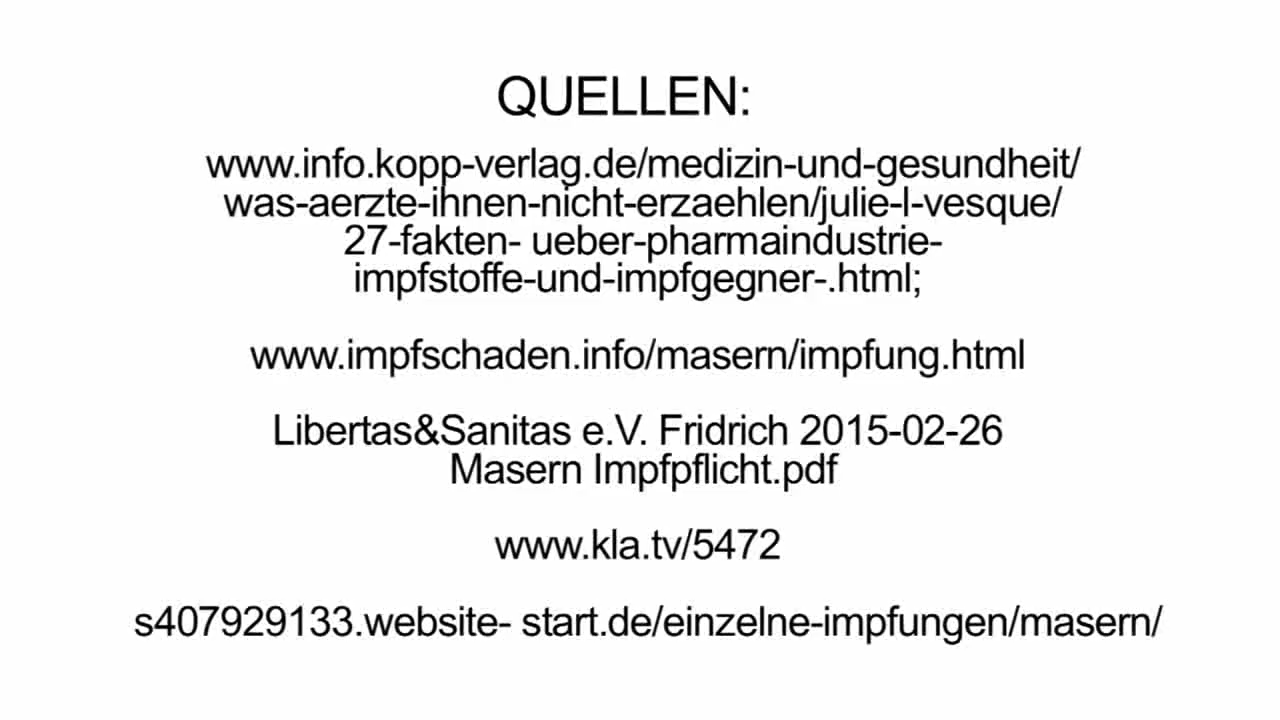 QUELLEN:
www.info.kopp-verlag.de/medizin-und-gesundheit/
was-aerzte-ihnen-nicht-erzaehlen/julie-l-vesque/
27-fakten- ueber-pharmaindustrie-
impfstoffe-und-impfgegner-.html;
www.impfschaden.info/masern/impfung.html
Libertas&Sanitas e.V. Fridrich 2015-02-26
Masern Impfpflicht.pdf
www.kla.tv/5472
s407929133.website- start.de/einzelne-impfungen/masern/